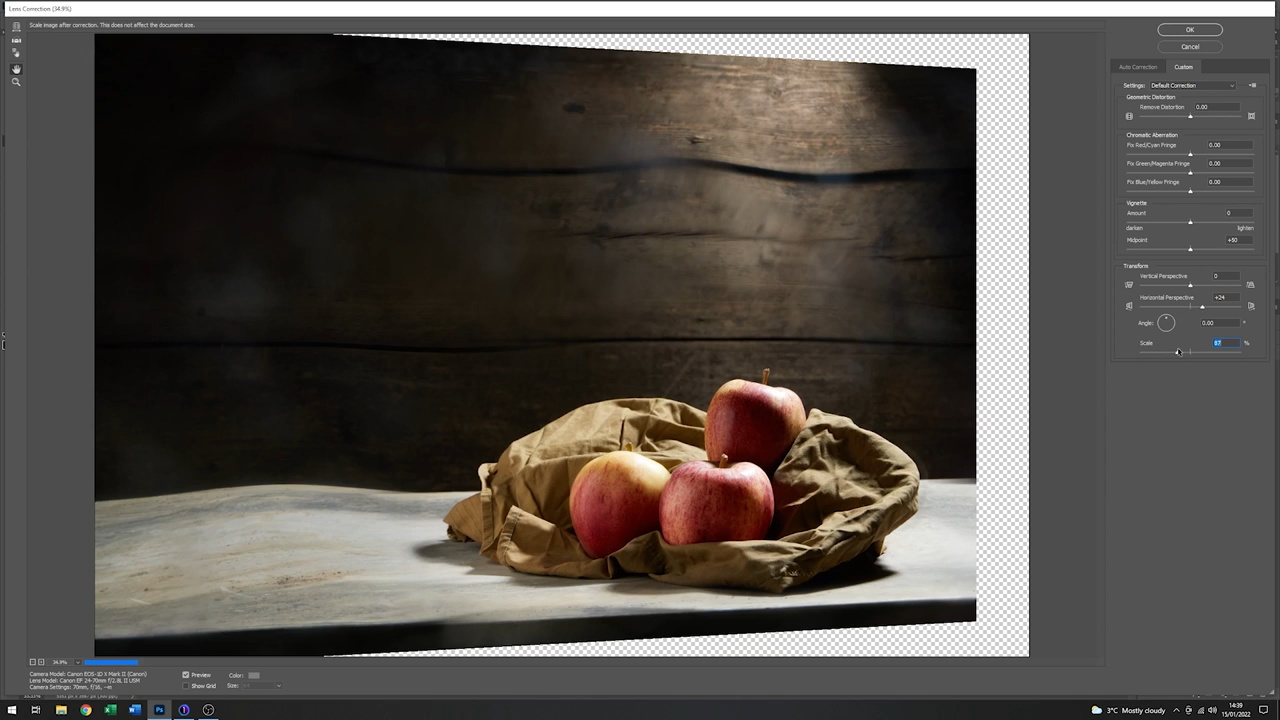 Lens Correction (34.9%)
Scale image after correction. This does not affect the document size.
OK
Cancel
Auto Correction Custom
Settings: Default Correction
Geometric Distortion
Remove Distortion 0.00
Chromatic Aberration
Fix Red/Cyan Fringe 0.00
Fix Green/Magenta Fringe 0.00
Fix Blue/Yellow Fringe 0.00
Vignette
Amount 0
darken lighten
Midpoint +50
Transform
Vertical Perspective 0
Horizontal Perspective +24
Angle: 0.00 °
Scale 87 %
34.9%
Camera Model: Canon EOS-1D X Mark II (Canon)
Lens Model: Canon EF 24-70mm f/2.8L II USM
Camera Settings: 70mm, f/18, --m
Preview Color:
Show Grid Size:
3°C Mostly cloudy
14:39
15/01/2022